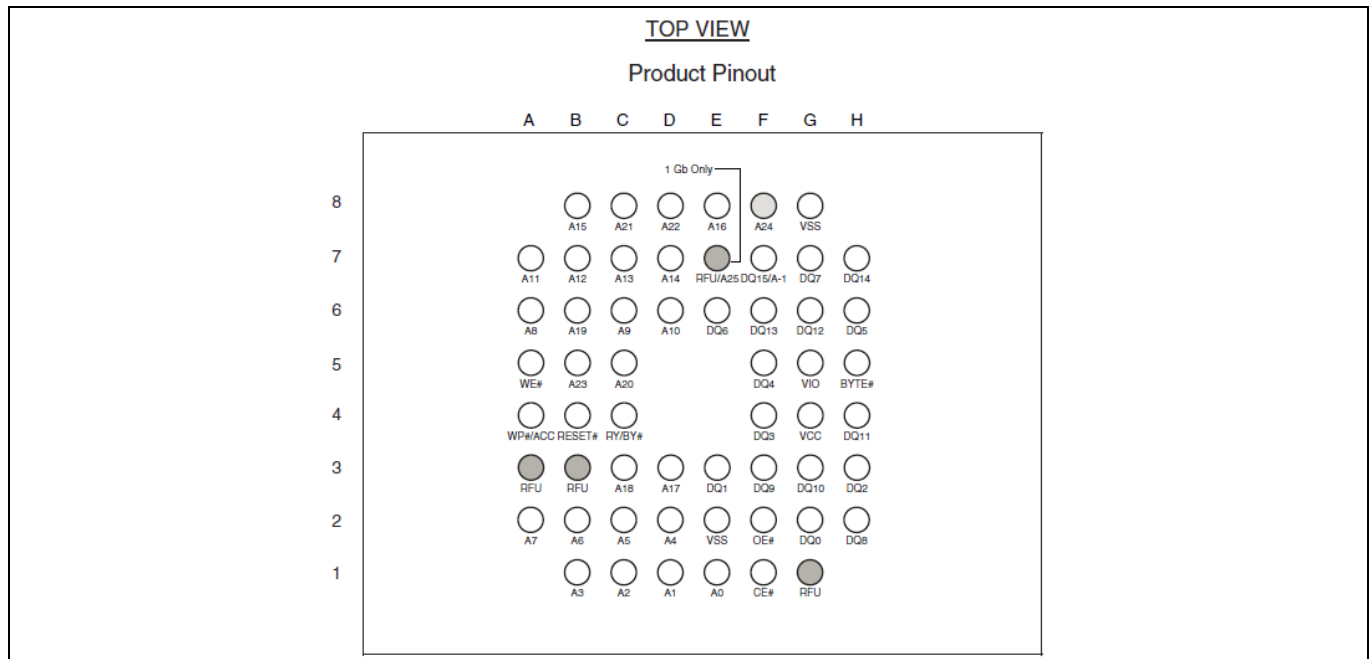 TOP VIEW
Product Pinout
A B C D E F G H
1 Gb Only
8
A15 A21 A22 A16 A24 VSS
7
A11 A12 A13 A14 RFU/A25 DQ15/A-1 DQ7 DQ14
6
A8 A19 A9 A10 DQ6 DQ13 DQ12 DQ5
5
WE# A23 A20 DQ4 VIO BYTE#
4
WP#/ACC RESET# RY/BY# DQ3 VCC DQ11
3
RFU RFU A18 A17 DQ1 DQ9 DQ10 DQ2
2
A7 A6 A5 A4 VSS OE# DQ0 DQ8
1
A3 A2 A1 A0 CE# RFU